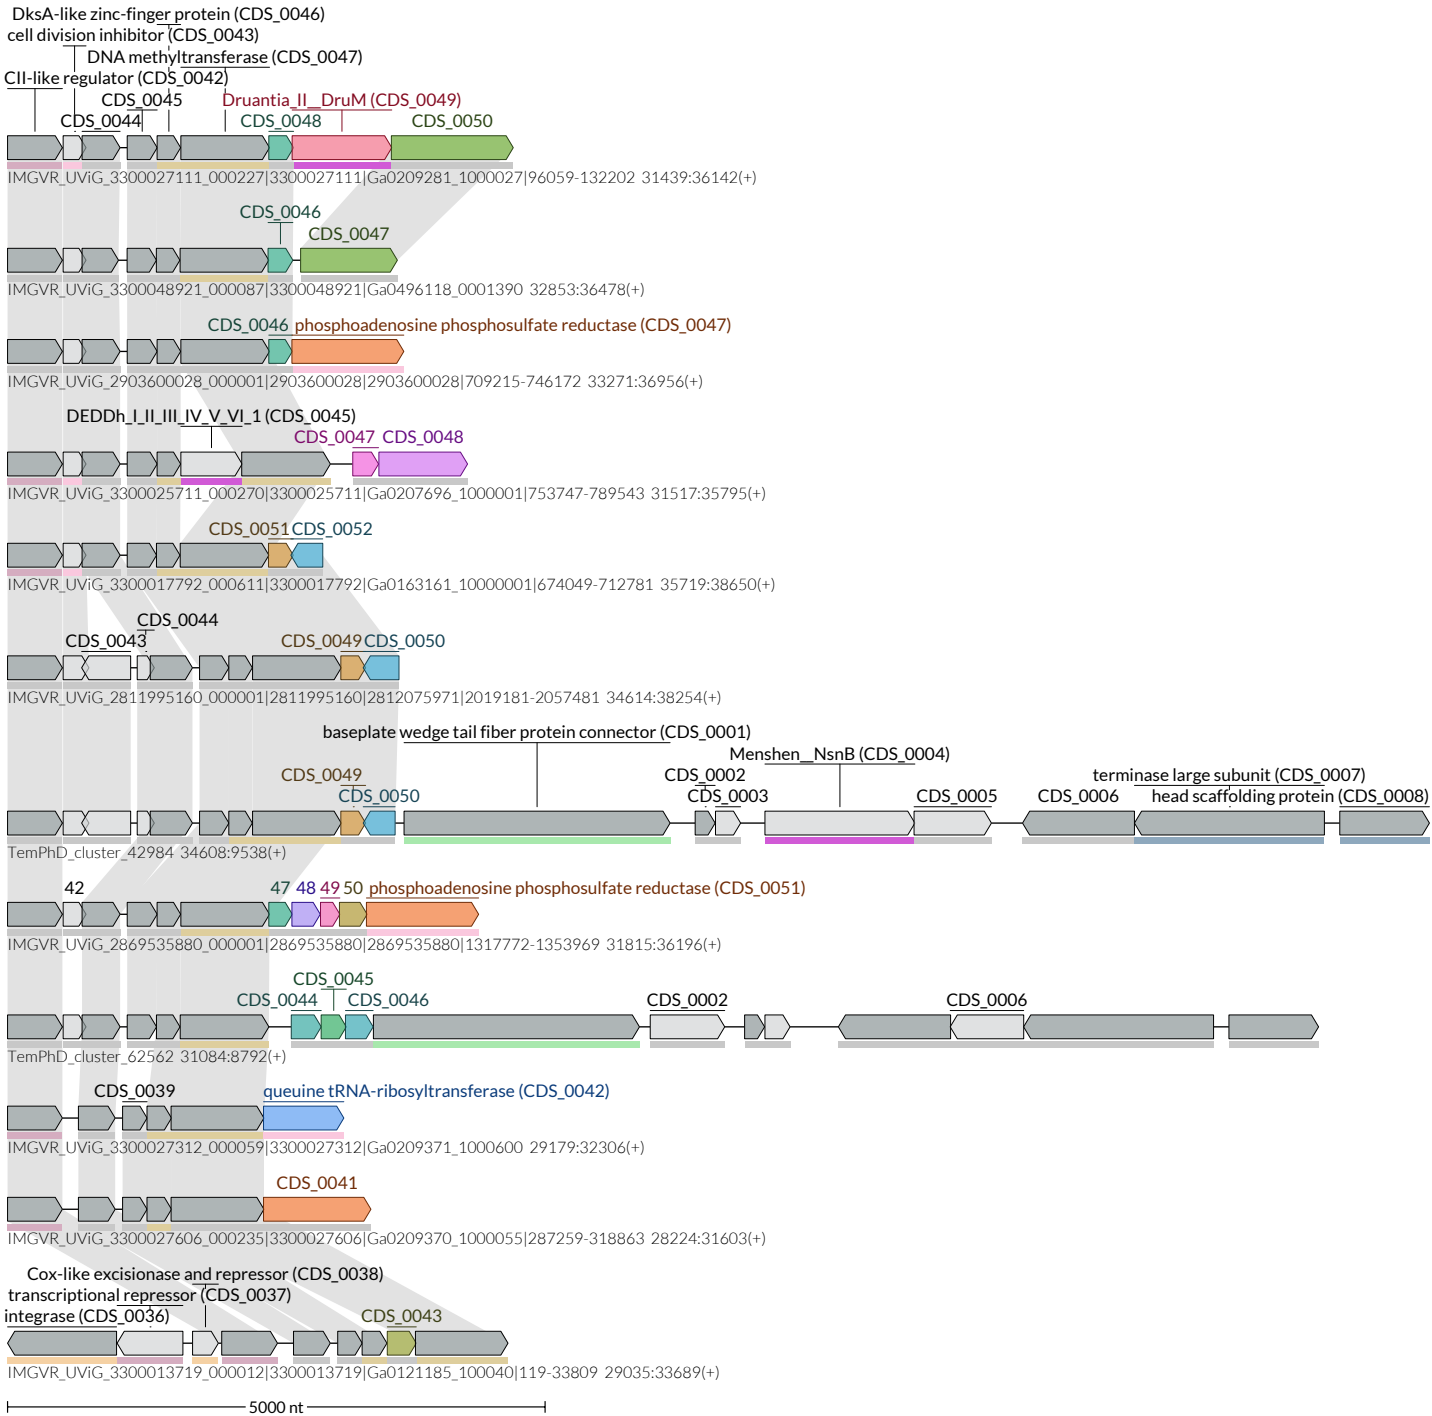 DksA-like zinc-finger protein (CDS_0046)
cell division inhibitor (CDS_0043)
DNA methyltransferase (CDS_0047)
CII-like regulator (CDS_0042)
CDS_0045 Druantia_II__DruM (CDS_0049)
CDS_0044 CDS_0048 CDS_0050
IMGVR_UViG_3300027111_000227|3300027111|Ga0209281_1000027|96059-132202 31439:36142(+)
CDS_0046
CDS_0047
IMGVR_UViG_3300048921_000087|3300048921|Ga0496118_0001390 32853:36478(+)
CDS_0046 phosphoadenosine phosphosulfate reductase (CDS_0047)
IMGVR_UViG_2903600028_000001|2903600028|2903600028|709215-746172 33271:36956(+)
DEDDh_I_II_III_IV_V_VI_1 (CDS_0045)
CDS_0047 CDS_0048
IMGVR_UViG_3300025711_000270|3300025711|Ga0207696_1000001|753747-789543 31517:35795(+)
CDS_0051 CDS_0052
IMGVR_UViG_3300017792_000611|3300017792|Ga0163161_10000001|674049-712781 35719:38650(+)
CDS_0044
CDS_0043 CDS_0049 CDS_0050
IMGVR_UViG_2811995160_000001|2811995160|2812075971|2019181-2057481 34614:38254(+)
baseplate wedge tail fiber protein connector (CDS_0001)
Menshen__NsnB (CDS_0004)
CDS_0049 CDS_0002 terminase large subunit (CDS_0007)
CDS_0050 CDS_0003 CDS_0005 CDS_0006 head scaffolding protein (CDS_0008)
TemPhD_cluster_42984 34608:9538(+)
42 47 48 49 50 phosphoadenosine phosphosulfate reductase (CDS_0051)
IMGVR_UViG_2869535880_000001|2869535880|2869535880|1317772-1353969 31815:36196(+)
CDS_0045
CDS_0044 CDS_0046 CDS_0002 CDS_0006
TemPhD_cluster_62562 31084:8792(+)
CDS_0039 queuine tRNA-ribosyltransferase (CDS_0042)
IMGVR_UViG_3300027312_000059|3300027312|Ga0209371_1000600 29179:32306(+)
CDS_0041
IMGVR_UViG_3300027606_000235|3300027606|Ga0209370_1000055|287259-318863 28224:31603(+)
Cox-like excisionase and repressor (CDS_0038)
transcriptional repressor (CDS_0037)
integrase (CDS_0036) CDS_0043
IMGVR_UViG_3300013719_000012|3300013719|Ga0121185_100040|119-33809 29035:33689(+)
5000 nt